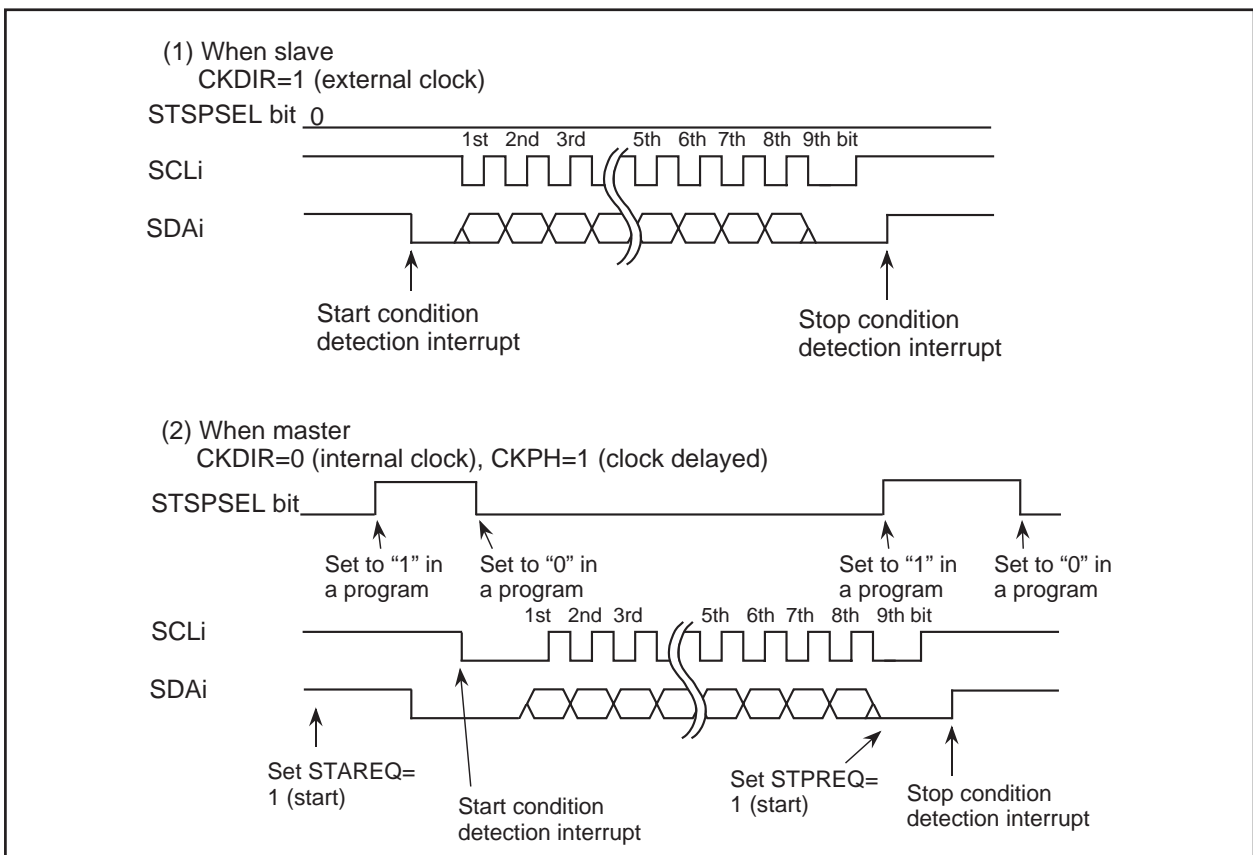 (1) When slave
CKDIR=1 (external clock)
STSPSEL bit 0
1st 2nd 3rd 5th 6th 7th 8th 9th bit
SCLi
SDAi
Start condition
detection interrupt
Stop condition
detection interrupt
(2) When master
CKDIR=0 (internal clock), CKPH=1 (clock delayed)
STSPSEL bit
Set to “1” in
a program
Set to “0” in
a program
Set to “1” in
a program
Set to “0” in
a program
1st 2nd 3rd 5th 6th 7th 8th 9th bit
SCLi
SDAi
Set STAREQ=
1 (start)
Start condition
detection interrupt
Set STPREQ=
1 (start)
Stop condition
detection interrupt